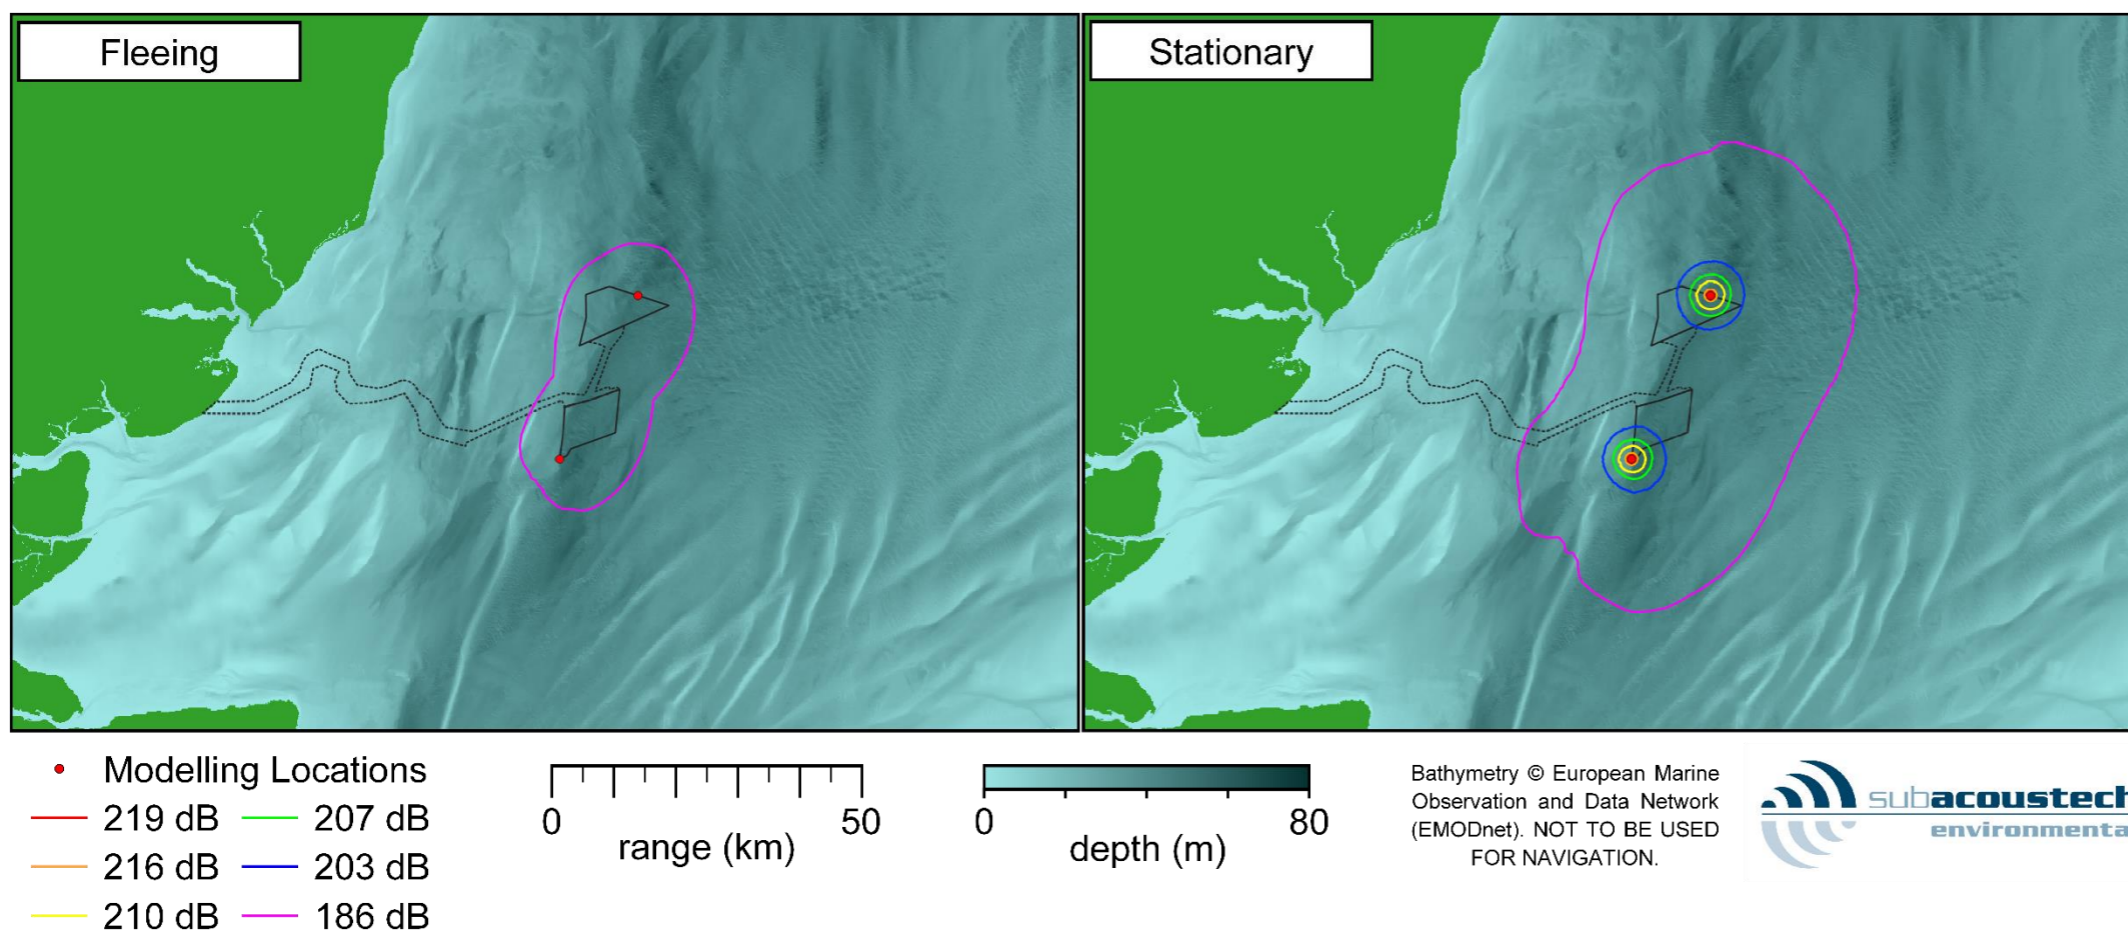 Fleeing
Stationary
Modelling Locations
219 dB
207 dB
216 dB
203 dB
210 dB
186 dB
0
50
range (km)
0
80
depth (m)
Bathymetry © European Marine
Observation and Data Network
(EMODnet). NOT TO BE USED
FOR NAVIGATION.
subacoustech
environmenta